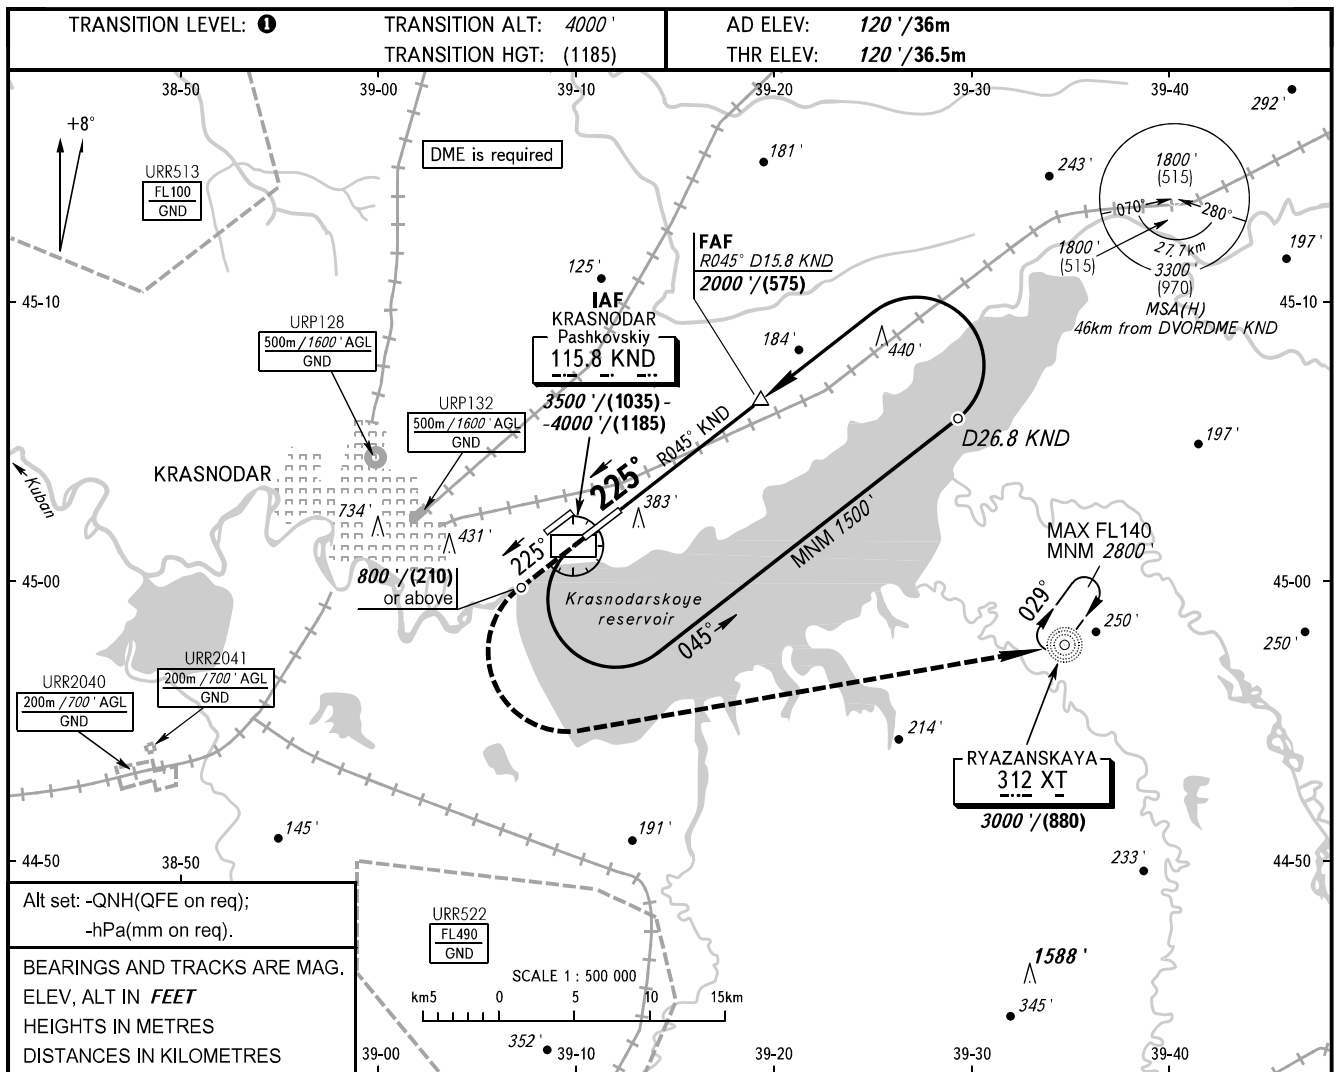 TRANSITION LEVEL: ❶
TRANSITION ALT: 4000'
TRANSITION HGT: (1185)
AD ELEV: 120'/36m
THR ELEV: 120'/36.5m
38-50
39-00
39-10
39-20
39-30
39-40
+8°
292'
DME is required
181'
243'
1800'
(515)
070°
280°
1800'
(515)
27.7km
3300'
(970)
MSA(H)
46km from DVORDME KND
197'
URR513
FL100
GND
FAF
R045° D15.8 KND
2000'/(575)
125'
45-10
45-10
IAF
KRASNODAR
Pashkovskiy
115.8 KND
3500'/(1035)-
-4000'/(1185)
URP128
500m/1600' AGL
GND
184'
440'
URP132
500m/1600' AGL
GND
R045° KND
D26.8 KND
197'
KRASNODAR
Kuban
225°
383'
734'
431'
MNM 1500'
MAX FL140
MNM 2800'
225°
45-00
45-00
800'/(210)
or above
Krasnodarskoye
reservoir
029°
250'
250'
045°
URR2041
200m/700' AGL
GND
URR2040
200m/700' AGL
GND
214'
RYAZANSKAYA
312 XT
3000'/(880)
145'
191'
44-50
38-50
233'
44-50
Alt set: -QNH(QFE on req);
-hPa(mm on req).
URR522
FL490
GND
1588'
BEARINGS AND TRACKS ARE MAG.
ELEV, ALT IN FEET
HEIGHTS IN METRES
DISTANCES IN KILOMETRES
SCALE 1 : 500 000
km5 0 5 10 15km
345'
352'
39-00
39-10
39-20
39-30
39-40